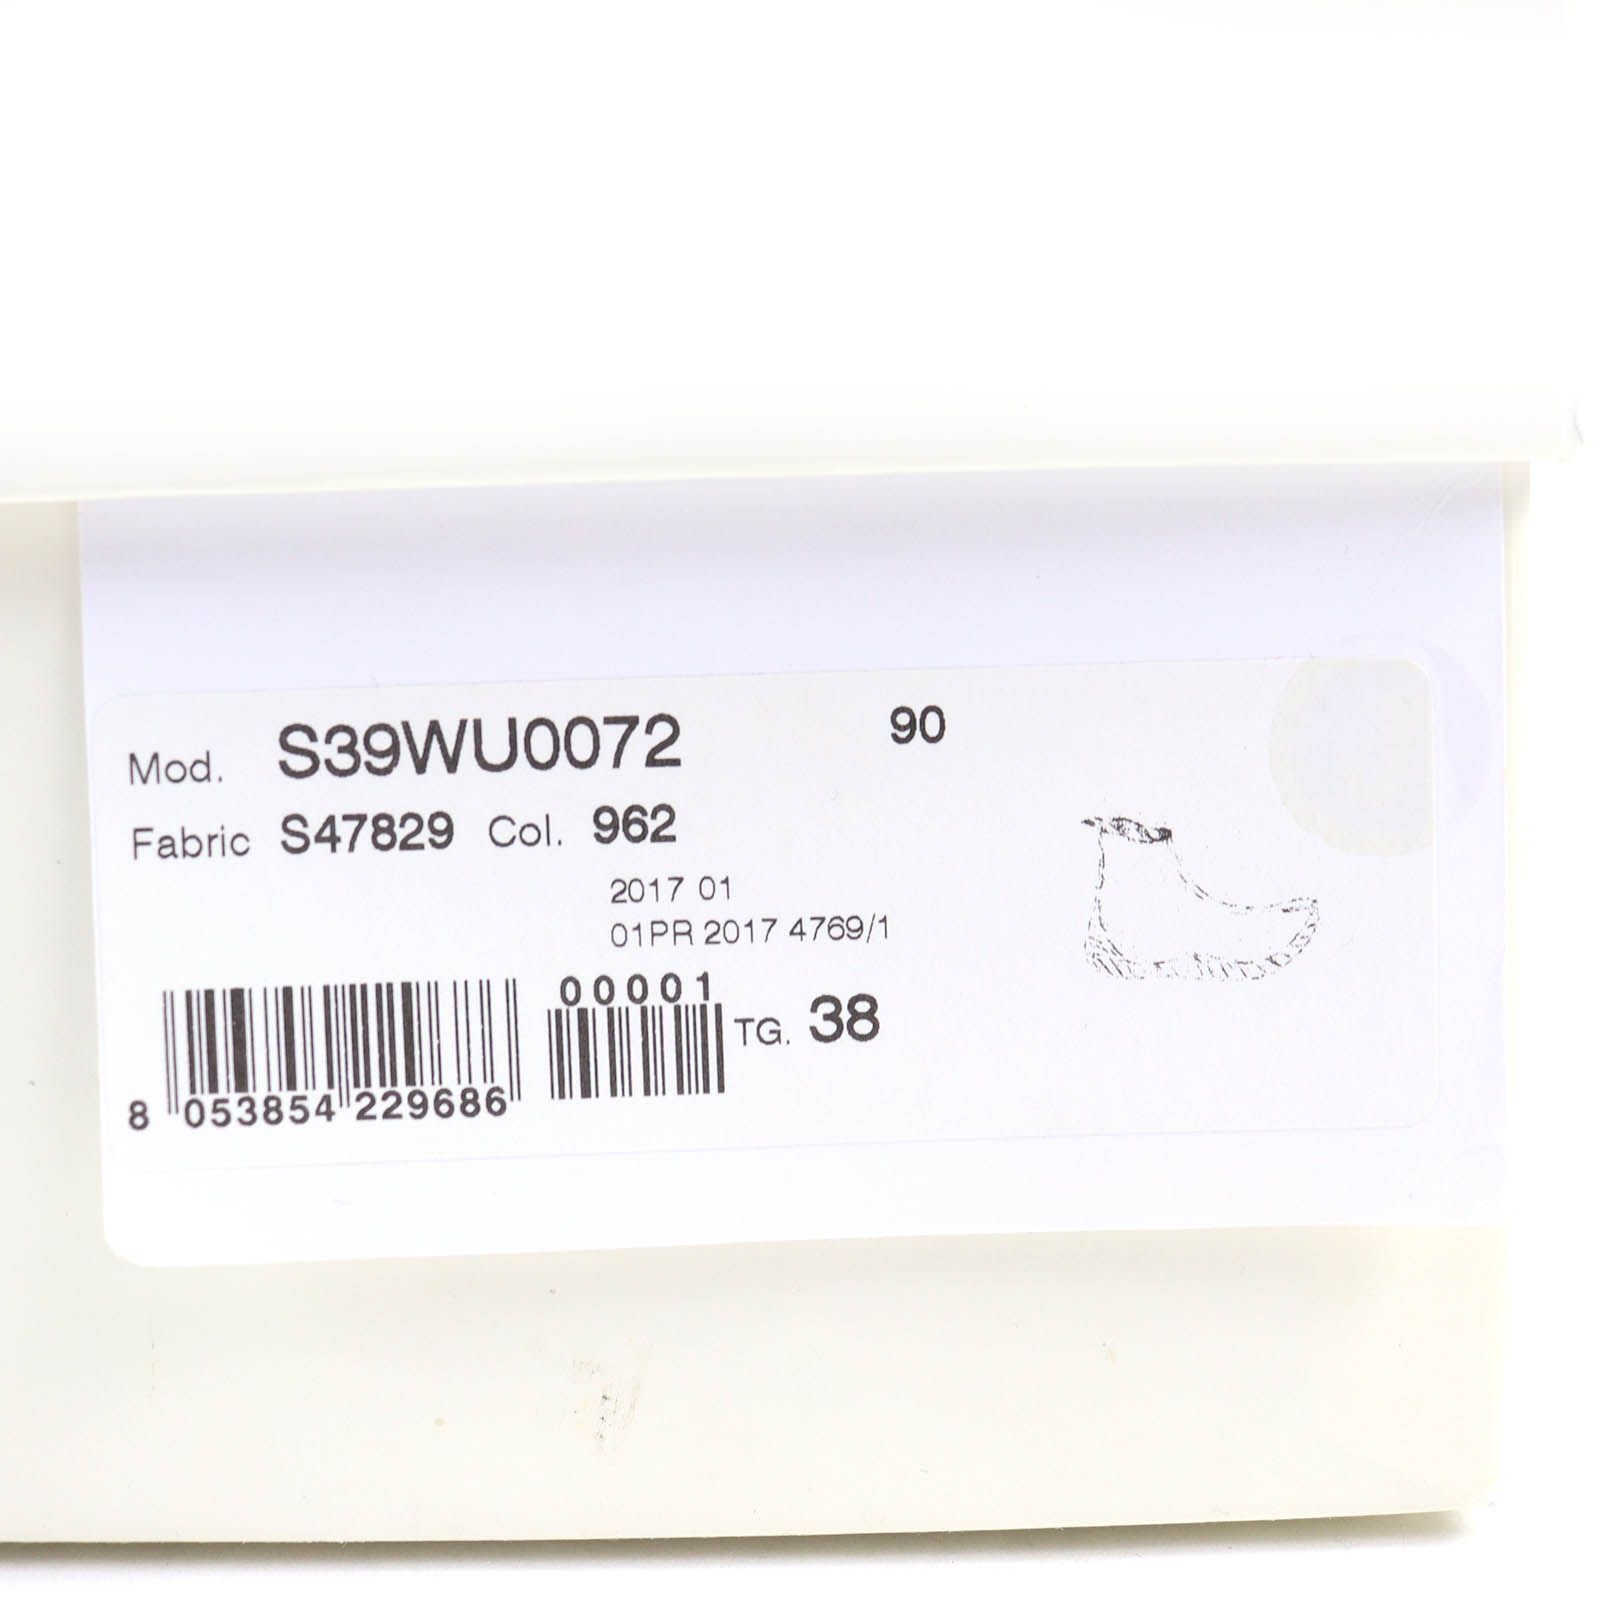 Mod. S39WU0072 90
Fabric S47829 Col. 962
2017 01
01PR 2017 4769/1
00001
TG. 38
8 053854 229686